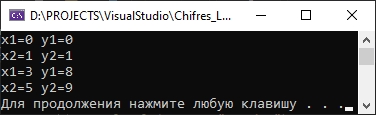 D:\PROJECTS\VisualStudio\Chifres_L...
x1=0 y1=0
x2=1 y2=1
x1=3 y1=8
x2=5 y2=9
Для продолжения нажмите любую клавишу . . .